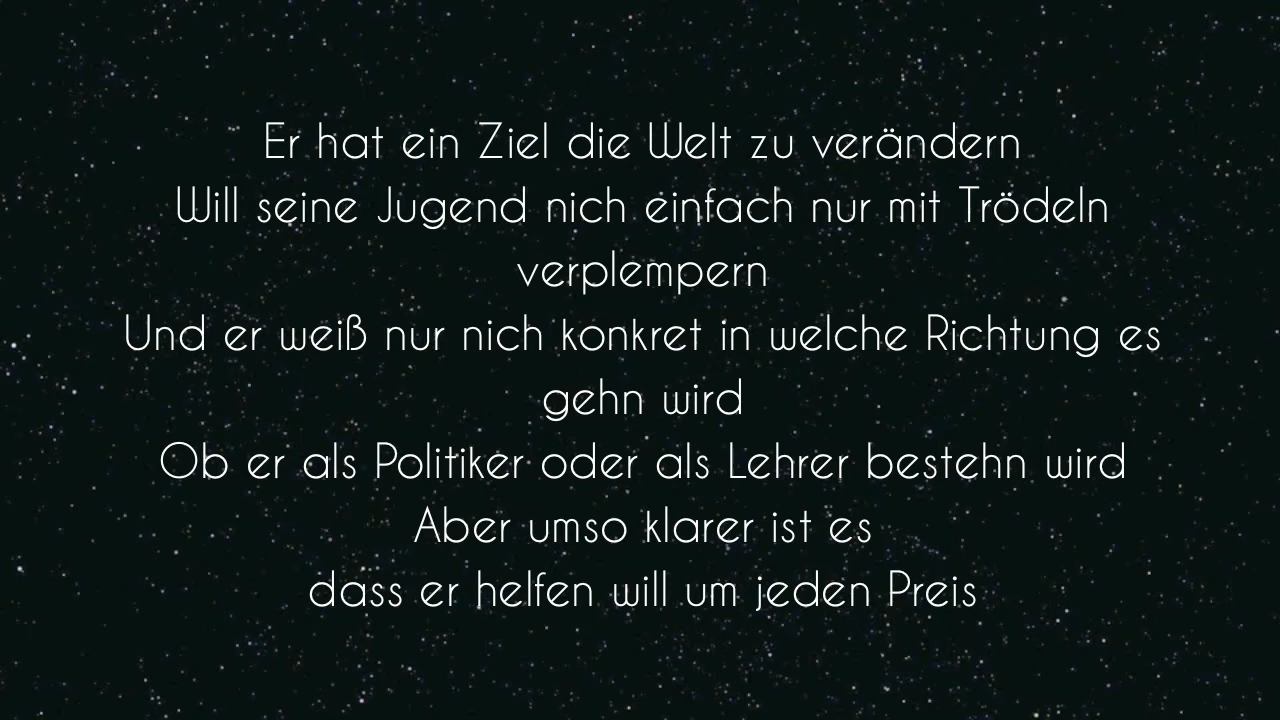 Er hat ein Ziel die Welt zu verändern
Will seine Jugend nich einfach nur mit Trödeln
verplempern
Und er weiß nur nich konkret in welche Richtung es
gehn wird
Ob er als Politiker oder als Lehrer bestehn wird
Aber umso klarer ist es
dass er helfen will um jeden Preis